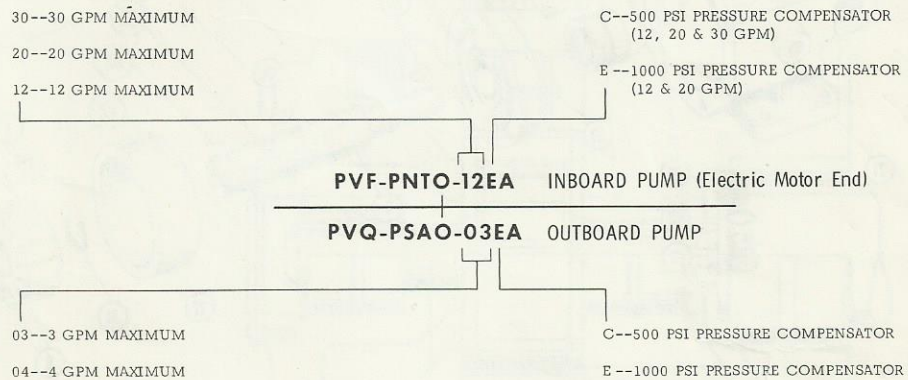 30--30 GPM MAXIMUM
20--20 GPM MAXIMUM
12--12 GPM MAXIMUM
C--500 PSI PRESSURE COMPENSATOR
(12, 20 & 30 GPM)
E--1000 PSI PRESSURE COMPENSATOR
(12 & 20 GPM)
PVF-PNTO-12EA INBOARD PUMP (Electric Motor End)
PVQ-PSAO-03EA OUTBOARD PUMP
03--3 GPM MAXIMUM
04--4 GPM MAXIMUM
C--500 PSI PRESSURE COMPENSATOR
E--1000 PSI PRESSURE COMPENSATOR